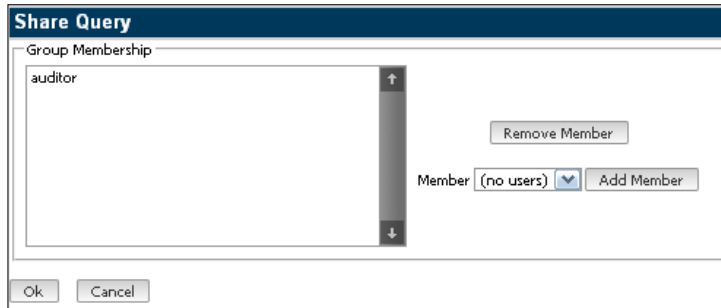 Share Query
Group Membership
auditor
Remove Member
Member (no users) Add Member
Ok Cancel